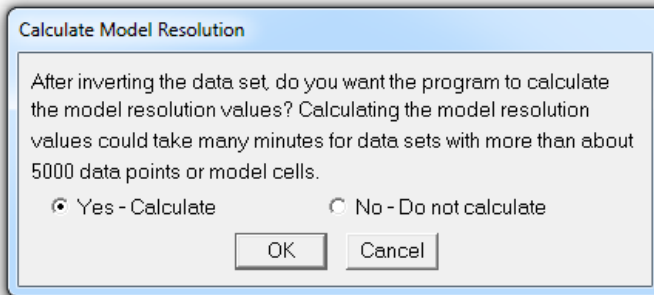 Calculate Model Resolution
After inverting the data set, do you want the program to calculate
the model resolution values? Calculating the model resolution
values could take many minutes for data sets with more than about
5000 data points or model cells.
Yes - Calculate No - Do not calculate
OK Cancel